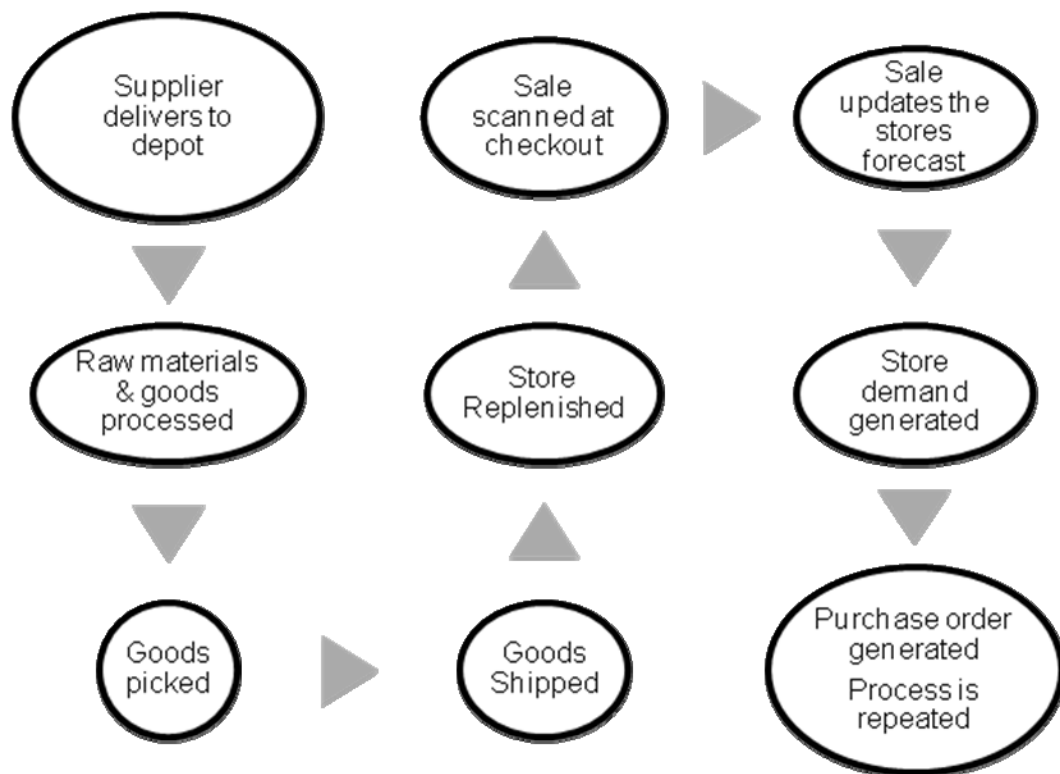 Supplier
delivers to
depot
Raw materials
& goods
processed
Goods
picked
Goods
Shipped
Store
Replenished
Sale
scanned at
checkout
Sale
updates the
stores
forecast
Store
demand
generated
Purchase order
generated
Process is
repeated